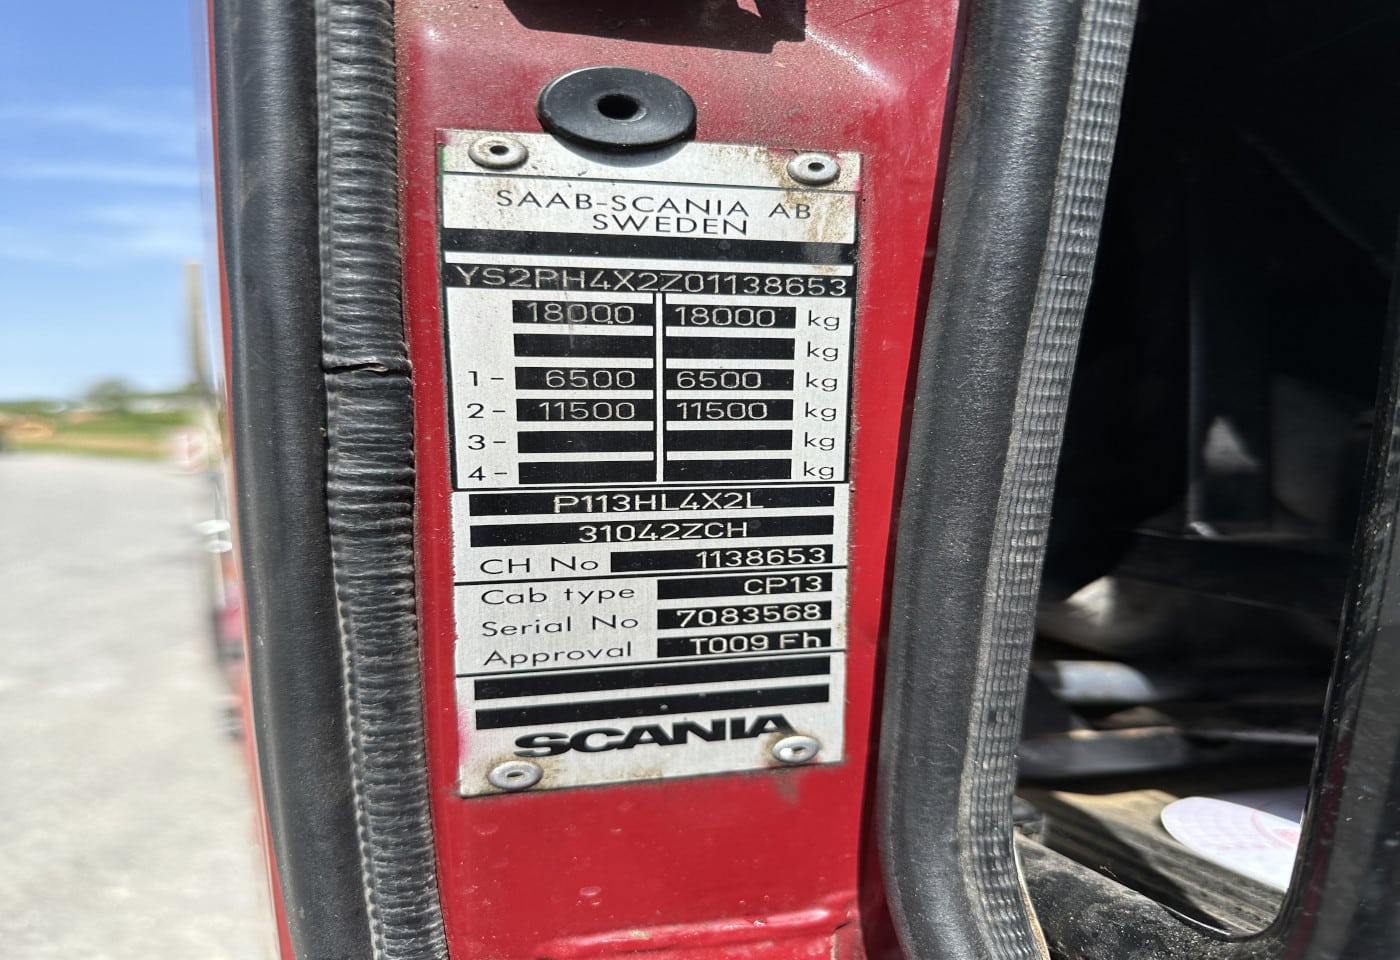 SAAB-SCANIA AB
SWEDEN
YS2PH4X2Z01138653
18000 18000 kg
kg
1- 6500 6500 kg
2- 11500 11500 kg
3- kg
4- kg
P113HL4X2L
31042ZCH
CH No 1138653
Cab type CP13
Serial No 7083568
Approval T009 Fh
SCANIA